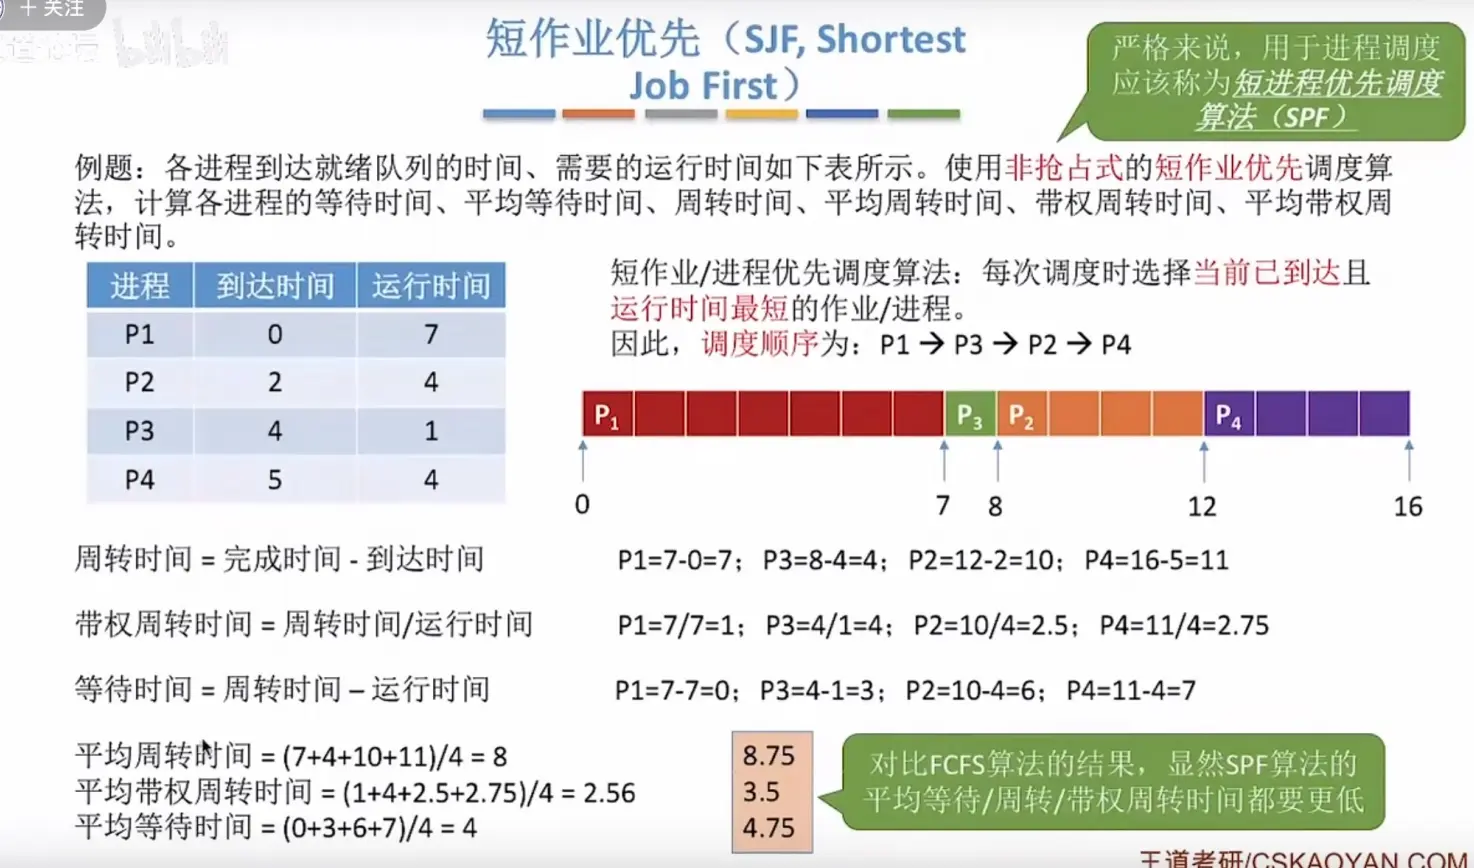 + 关注
bilibili
短作业优先（SJF, Shortest
Job First）
严格来说，用于进程调度
应该称为短进程优先调度
算法（SPF）
例题：各进程到达就绪队列的时间、需要的运行时间如下表所示。使用非抢占式的短作业优先调度算
法，计算各进程的等待时间、平均等待时间、周转时间、平均周转时间、带权周转时间、平均带权周
转时间。
进程 到达时间 运行时间
P1 0 7
P2 2 4
P3 4 1
P4 5 4
短作业/进程优先调度算法：每次调度时选择当前已到达且
运行时间最短的作业/进程。
因此，调度顺序为：P1 → P3 → P2 → P4
P1 P3 P2 P4
0 7 8 12 16
周转时间 = 完成时间 - 到达时间 P1=7-0=7；P3=8-4=4；P2=12-2=10；P4=16-5=11
带权周转时间 = 周转时间/运行时间 P1=7/7=1；P3=4/1=4；P2=10/4=2.5；P4=11/4=2.75
等待时间 = 周转时间 – 运行时间 P1=7-7=0；P3=4-1=3；P2=10-4=6；P4=11-4=7
平均周转时间 = (7+4+10+11)/4 = 8
平均带权周转时间 = (1+4+2.5+2.75)/4 = 2.56
平均等待时间 = (0+3+6+7)/4 = 4
8.75
3.5
4.75
对比FCFS算法的结果，显然SPF算法的
平均等待/周转/带权周转时间都要更低
王道考研/CSKAOYAN.COM